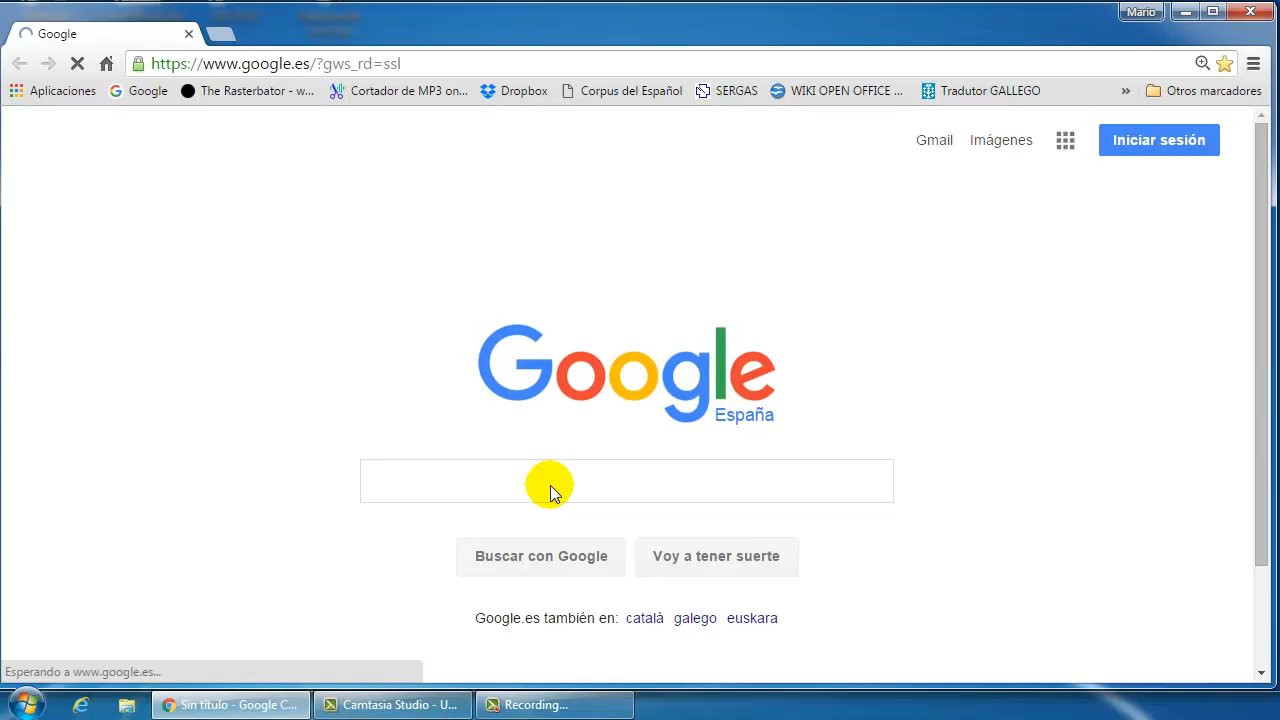 Mario
Google
https://www.google.es/?gws_rd=ssl
Aplicaciones Google The Rasterbator - w... Cortador de MP3 on... Dropbox Corpus del Español SERGAS WIKI OPEN OFFICE ... Tradutor GALLEGO » Otros marcadores
Gmail Imágenes Iniciar sesión
Google
España
Buscar con Google Voy a tener suerte
Google.es también en: català galego euskara
Esperando a www.google.es...
Sin título - Google C... Camtasia Studio - U... Recording...